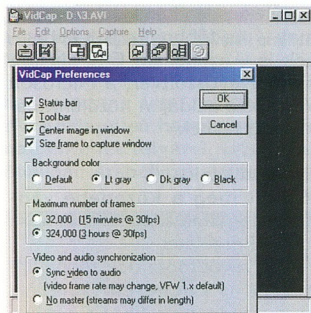 VidCap - D:\3.AVI
File Edit Options Capture Help
VidCap Preferences
Status bar
Tool bar
Center image in window
Size frame to capture window
OK
Cancel
Background color
Default Lt gray Dk gray Black
Maximum number of frames
32,000 (15 minutes @ 30fps)
324,000 (3 hours @ 30fps)
Video and audio synchronization
Sync video to audio
(video frame rate may change, VFW 1.x default)
No master (streams may differ in length)